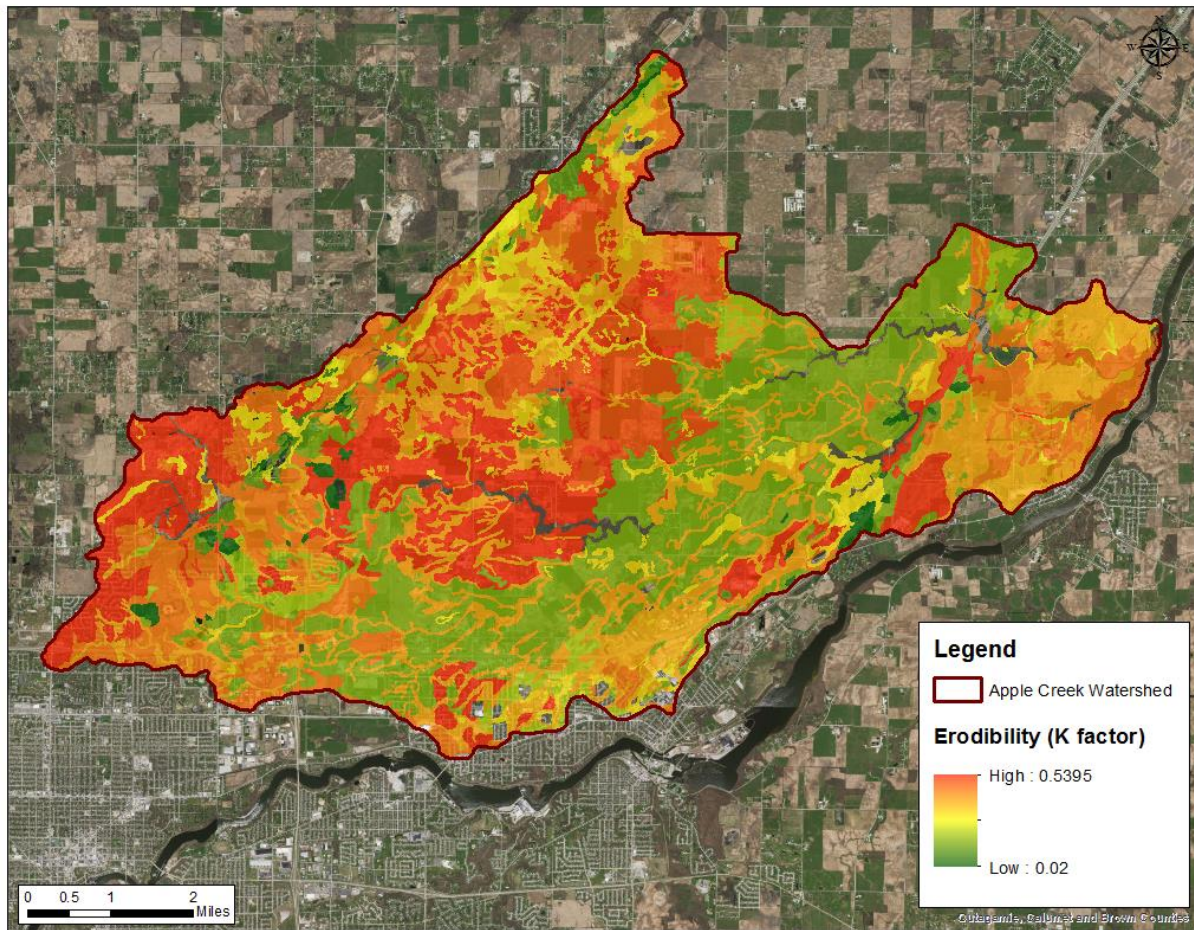 N
W E
S
Legend
Apple Creek Watershed
Erodibility (K factor)
High : 0.5395
Low : 0.02
0 0.5 1 2
Miles
Outagamie, Calumet and Brown Counties